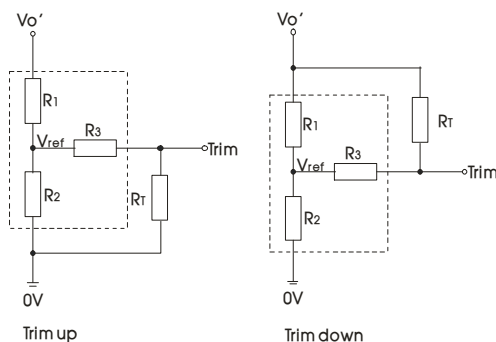 Vo'
R1
Vref
R3
Trim
R2
RT
0V
Trim up
Vo'
R1
RT
Vref
R3
Trim
R2
0V
Trim down